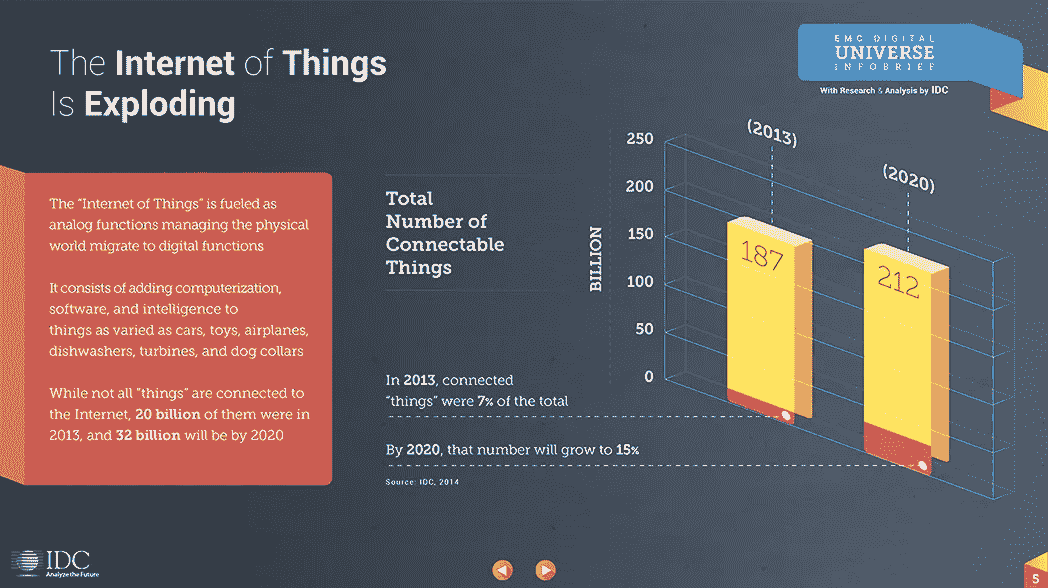 The Internet of Things
Is Exploding
EMC DIGITAL
UNIVERSE
INFOBRIEF
With Research & Analysis by IDC
The "Internet of Things" is fueled as
analog functions managing the physical
world migrate to digital functions
It consists of adding computerization,
software, and intelligence to
things as varied as cars, toys, airplanes,
dishwashers, turbines, and dog collars
While not all "things" are connected to
the Internet, 20 billion of them were in
2013, and 32 billion will be by 2020
Total
Number of
Connectable
Things
In 2013, connected
"things" were 7% of the total
By 2020, that number will grow to 15%
Source: IDC, 2014
BILLION
250
200
150
100
50
0
(2013)
187
(2020)
212
IDC
Analyze the Future
5